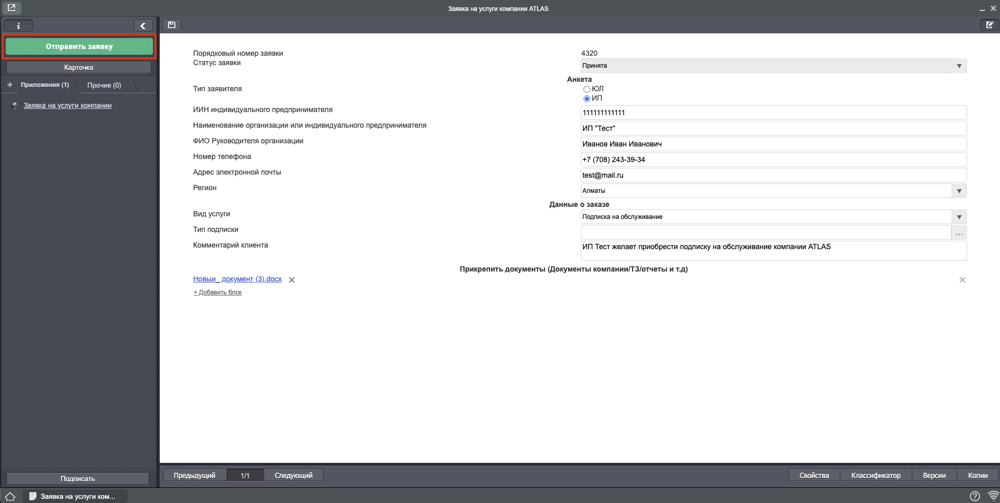 Заявка на услуги компании ATLAS
Отправить заявку
Карточка
Приложения (1)
Прочие (0)
Заявка на услуги компании
Порядковый номер заявки
4320
Статус заявки
Принята
Анкета
Тип заявителя
ЮЛ
ИП
ИИН индивидуального предпринимателя
111111111111
Наименование организации или индивидуального предпринимателя
ИП "Тест"
ФИО Руководителя организации
Иванов Иван Иванович
Номер телефона
+7 (708) 243-39-34
Адрес электронной почты
test@mail.ru
Регион
Алматы
Данные о заказе
Вид услуги
Подписка на обслуживание
Тип подписки
...
Комментарий клиента
ИП Тест желает приобрести подписку на обслуживание компании ATLAS
Прикрепить документы (Документы компании/ТЗ/отчеты и т.д)
Новыи_ документ (3).docx
+ Добавить блок
Подписать
Предыдущий
1/1
Следующий
Свойства
Классификатор
Версии
Копии
Заявка на услуги ком...